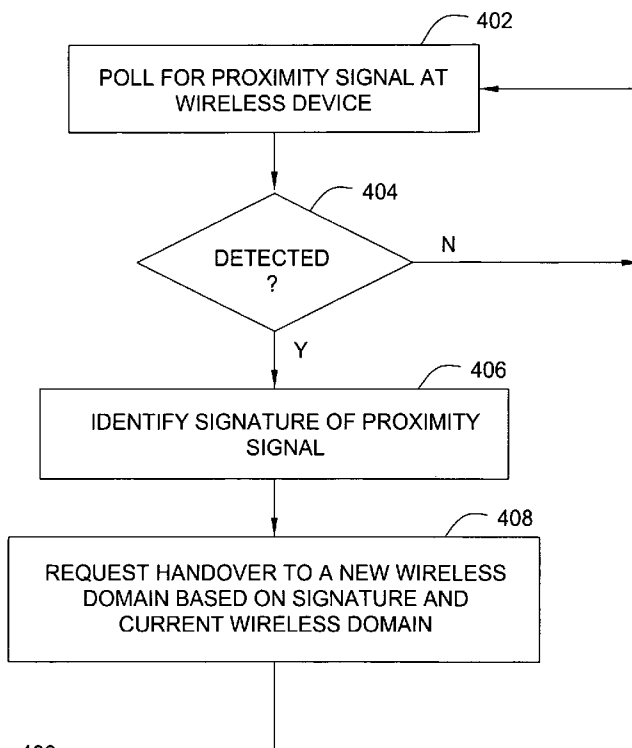 402
POLL FOR PROXIMITY SIGNAL AT
WIRELESS DEVICE
404
DETECTED
?
N
Y
406
IDENTIFY SIGNATURE OF PROXIMITY
SIGNAL
408
REQUEST HANDOVER TO A NEW WIRELESS
DOMAIN BASED ON SIGNATURE AND
CURRENT WIRELESS DOMAIN